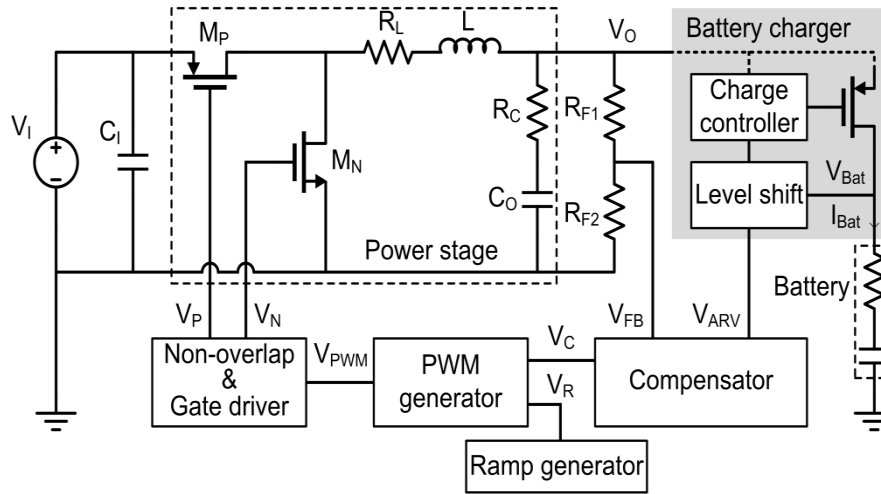 M_P
R_L
L
V_O
Battery charger
V_I
C_I
M_N
R_C
R_F1
Charge
controller
C_O
R_F2
Level shift
V_Bat
I_Bat
Power stage
Battery
V_P
V_N
V_FB
V_ARV
Non-overlap
&
Gate driver
V_PWM
PWM
generator
V_C
V_R
Compensator
Ramp generator